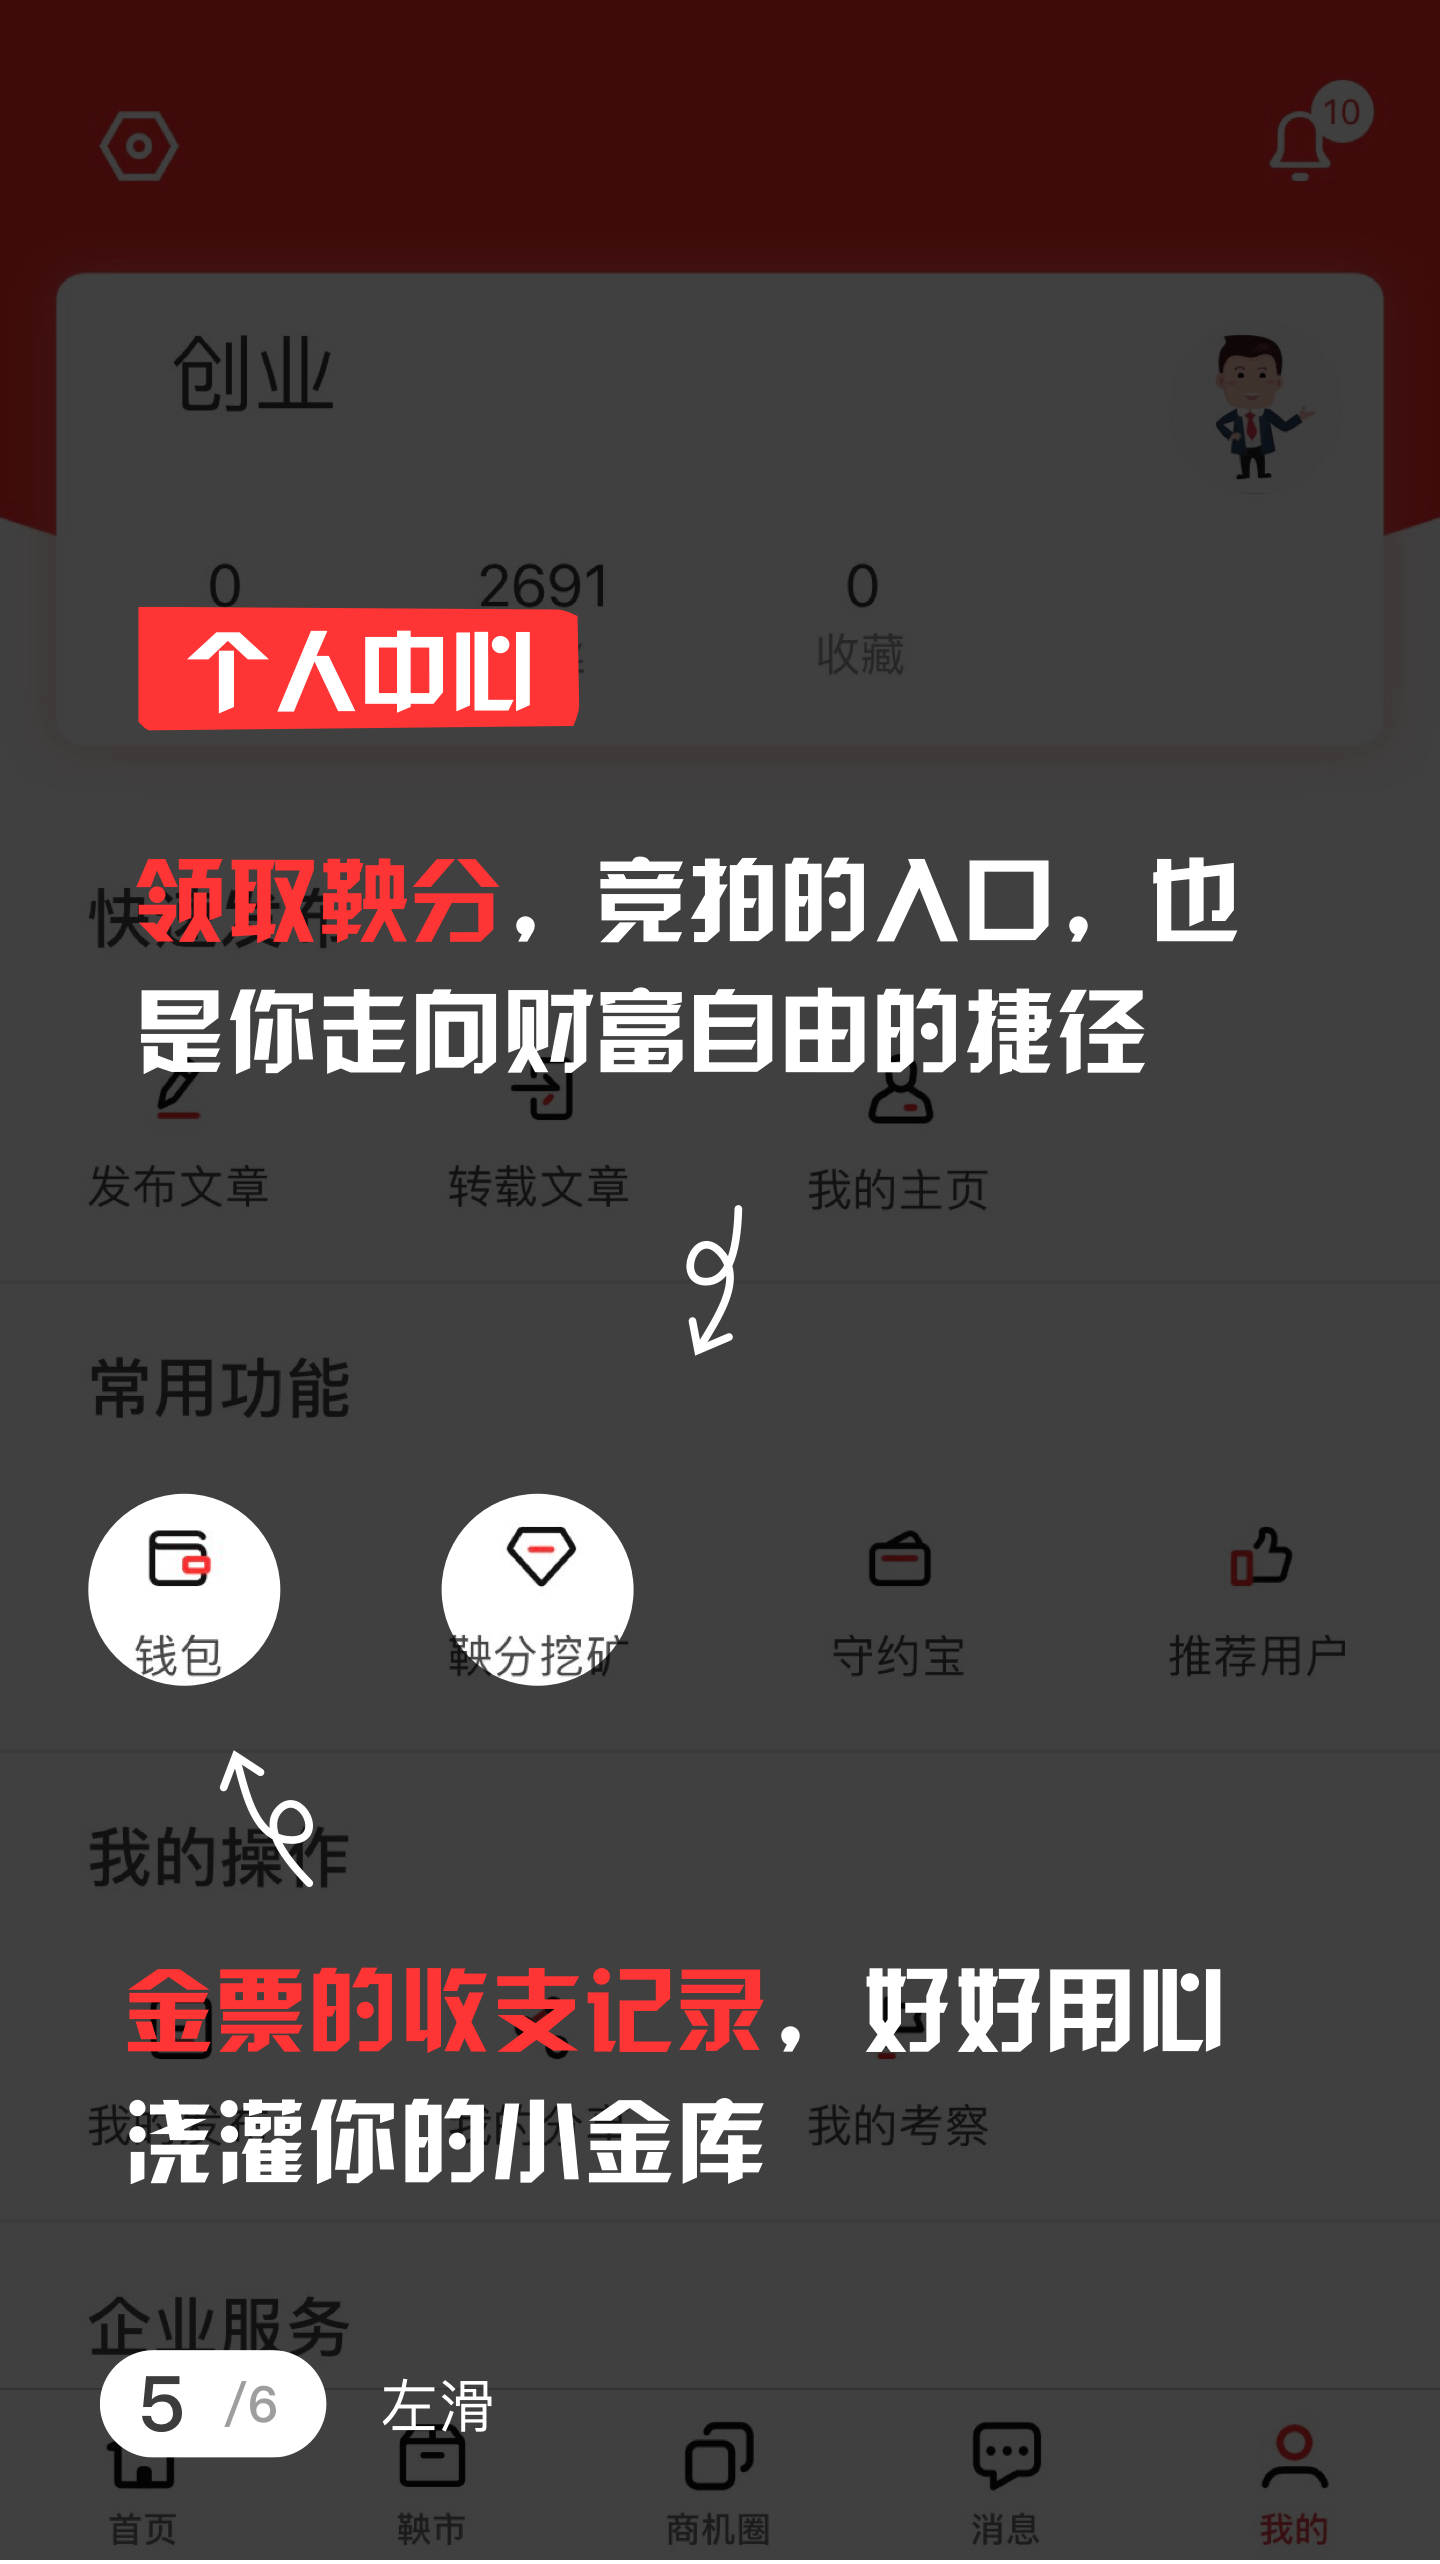 10
创业
0 2691 0
个人中心
收藏
领取鞅分，竞拍的入口，也
是你走向财富自由的捷径
发布文章 转载文章 我的主页
常用功能
钱包 鞅分挖矿 守约宝 推荐用户
我的操作
金票的收支记录，好好用心
浇灌你的小金库
我的考察
企业服务
5 /6 左滑
首页 鞅市 商机圈 消息 我的